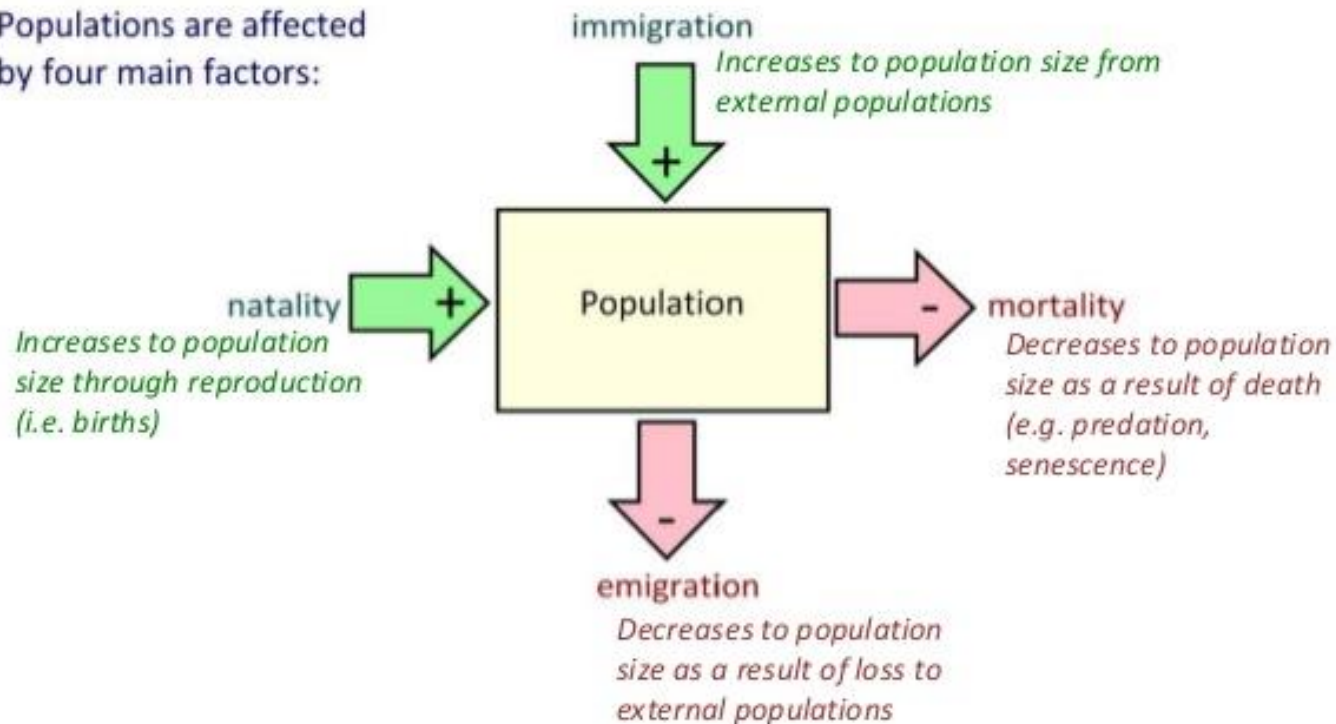 Populations are affected
by four main factors:
immigration
Increases to population size from
external populations
+
natality
+
Population
-
mortality
Increases to population
size through reproduction
(i.e. births)
Decreases to population
size as a result of death
(e.g. predation,
senescence)
-
emigration
Decreases to population
size as a result of loss to
external populations